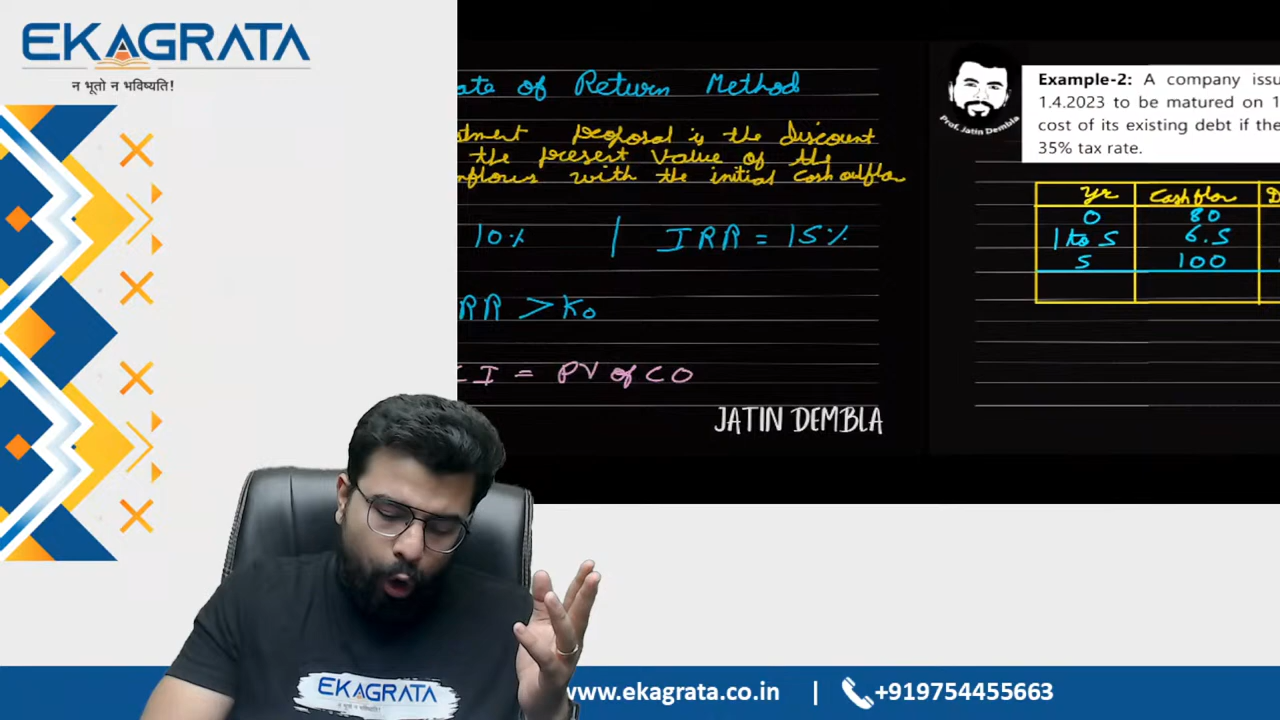 EKAGRATA
न भूतो न भविष्यति!
ate of Return Method
stment proposal is the Discount
the present Value of the
inflows with the initial Cash outflow
10% | IRR = 15%
RR > Ko
CI = PV of CO
JATIN DEMBLA
Prof. Jatin Dembla
Example-2: A company issu
1.4.2023 to be matured on 1
cost of its existing debt if the
35% tax rate.
Yr Cashflow D
0 80
1 to 5 6.5
5 100
EKAGRATA
www.ekagrata.co.in | +919754455663